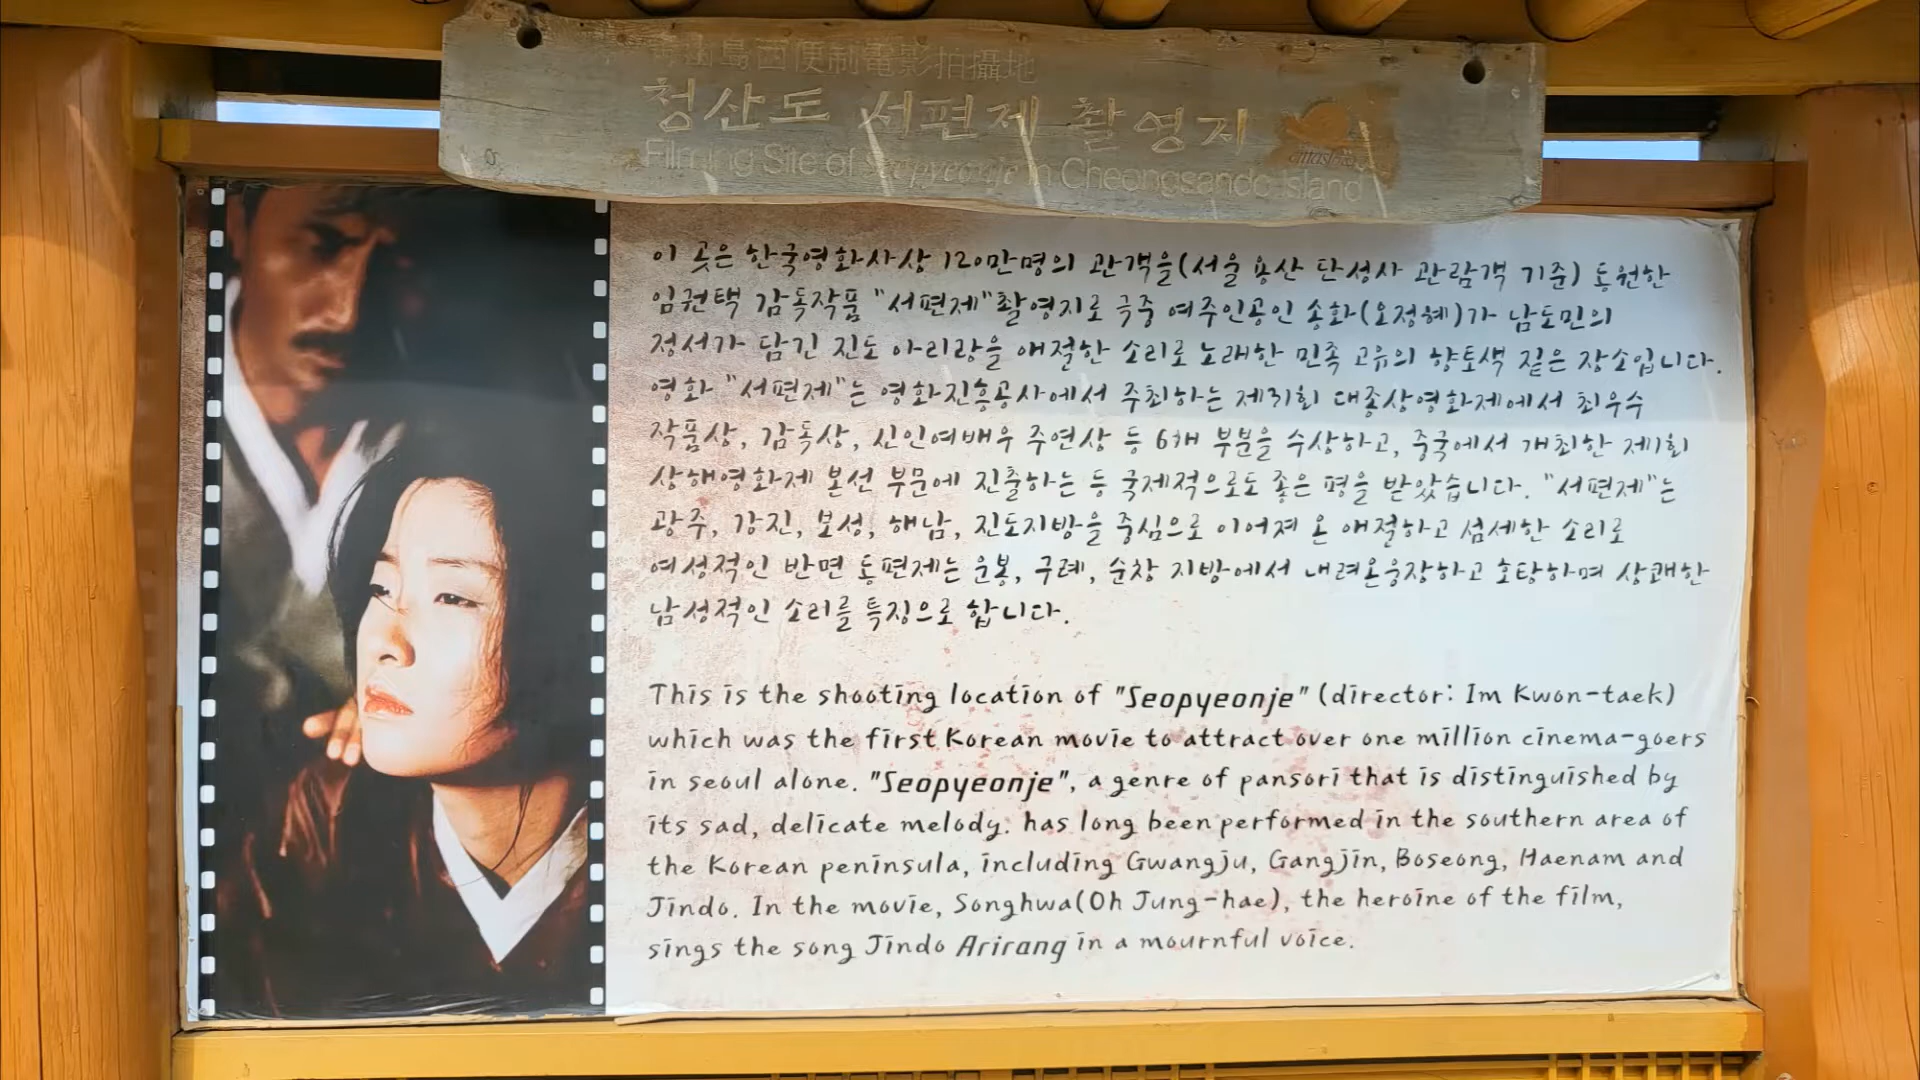 青山島西便制電影拍攝地
청산도 서편제 촬영지
Filming Site of Seopyeonje in Cheongsando Island
이 곳은 한국영화사상 120만명의 관객을(서울 용산 단성사 관람객 기준) 동원한
임권택 감독작품 "서편제"촬영지로 극중 여주인공인 송화(오정혜)가 남도민의
정서가 담긴 진도 아리랑을 애절한 소리로 노래한 민족 고유의 향토색 짙은 장소입니다.
영화 "서편제"는 영화진흥공사에서 주최하는 제31회 대종상영화제에서 최우수
작품상, 감독상, 신인여배우 주연상 등 6개 부분을 수상하고, 중국에서 개최한 제1회
상해영화제 본선 부문에 진출하는 등 국제적으로도 좋은 평을 받았습니다. "서편제"는
광주, 강진, 보성, 해남, 진도지방을 중심으로 이어져 온 애절하고 섬세한 소리로
여성적인 반면 동편제는 운봉, 구례, 순창 지방에서 내려온웅장하고 호탕하며 상쾌한
남성적인 소리를 특징으로 합니다.
This is the shooting location of "Seopyeonje" (director: Im Kwon-taek)
which was the first Korean movie to attract over one million cinema-goers
in seoul alone. "Seopyeonje", a genre of pansori that is distinguished by
its sad, delicate melody. has long been performed in the southern area of
the Korean peninsula, including Gwangju, Gangjin, Boseong, Haenam and
Jindo. In the movie, Songhwa(Oh Jung-hae), the heroine of the film,
sings the song Jindo Arirang in a mournful voice.